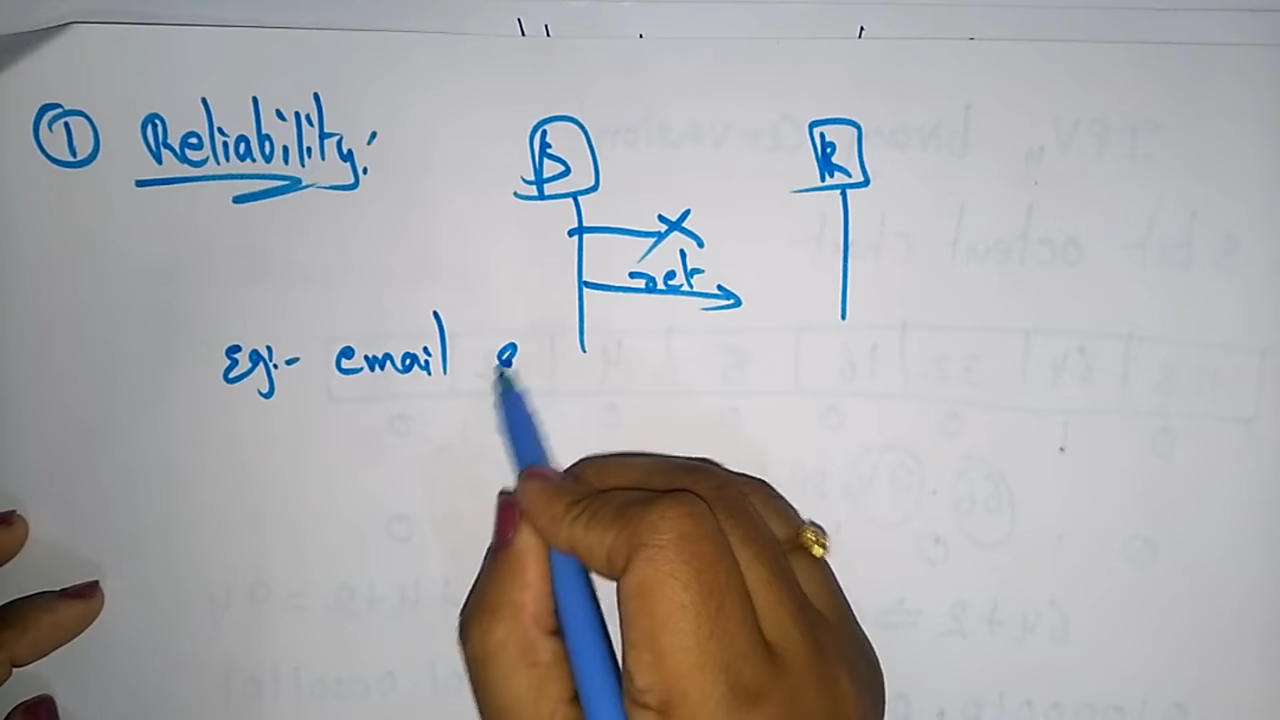 ① Reliability:
S R
ret
Eg:- email